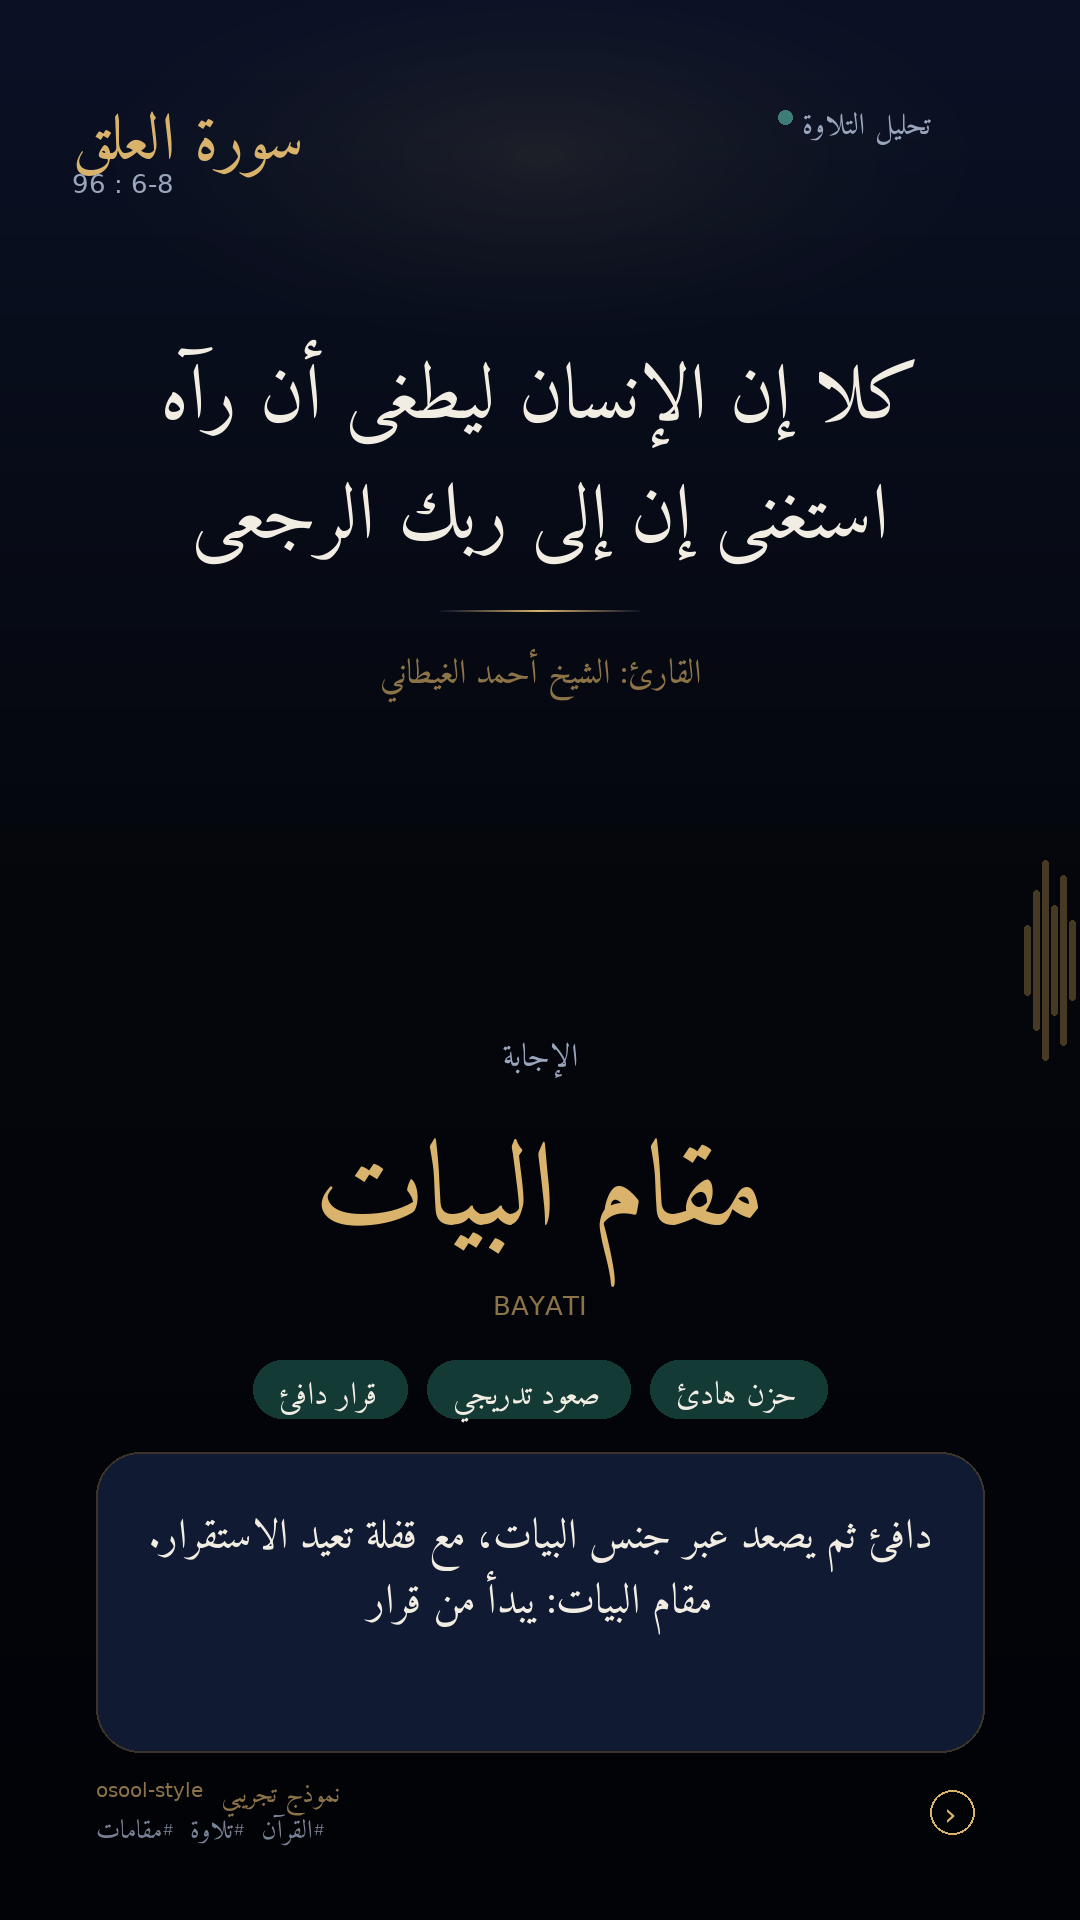 سورة العلق
تحليل التلاوة
96 : 6-8
كلا إن الإنسان ليطغى أن رآه
استغنى إن إلى ربك الرجعى
القارئ: الشيخ أحمد الغيطاني
الإجابة
مقام البيات
BAYATI
حزن هادئ
صعود تدريجي
قرار دافئ
دافئ ثم يصعد عبر جنس البيات، مع قفلة تعيد الاستقرار.
مقام البيات: يبدأ من قرار
osool-style نموذج تجريبي
#القرآن #تلاوة #مقامات